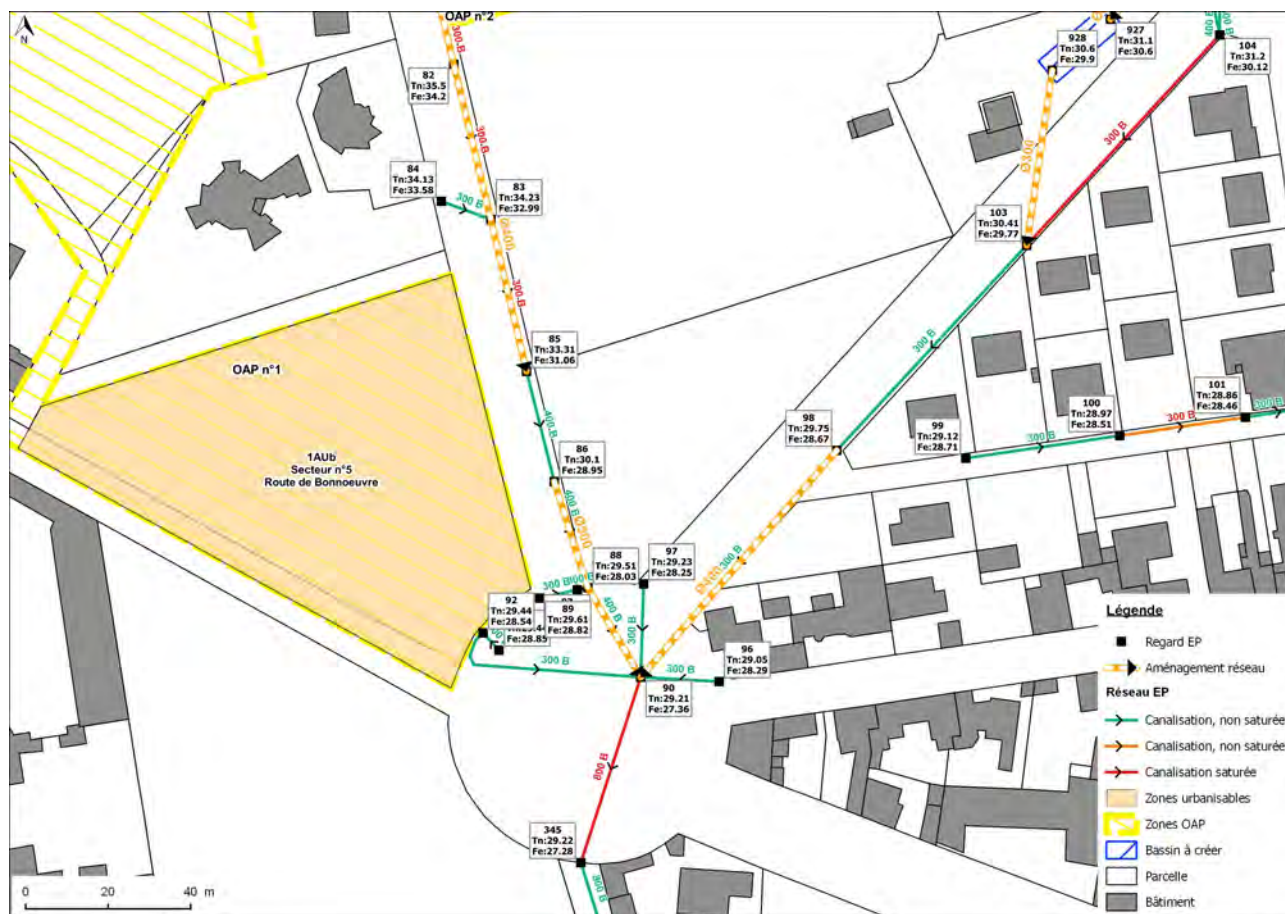 N
OAP n°2
300 B
82
Tn:35.5
Fe:34.2
300 B
84
Tn:34.13
Fe:33.58
300 B
83
Tn:34.23
Fe:32.99
Ø400
300 B
85
Tn:33.31
Fe:31.06
400 B
86
Tn:30.1
Fe:28.95
400 B
Ø500
88
Tn:29.51
Fe:28.03
300 B
400 B
92
Tn:29.44
Fe:28.54
Fe:28.85
89
Tn:29.61
Fe:28.82
97
Tn:29.23
Fe:28.25
300 B
300 B
300 B
96
Tn:29.05
Fe:28.29
90
Tn:29.21
Fe:27.36
800 B
345
Tn:29.22
Fe:27.28
800 B
OAP n°1
1AUb
Secteur n°5
Route de Bonnoeuvre
928
Tn:30.6
Fe:29.9
927
Tn:31.1
Fe:30.6
400 B
300 B
104
Tn:31.2
Fe:30.12
300 B
Ø300
103
Tn:30.41
Fe:29.77
300 B
98
Tn:29.75
Fe:28.67
300 B
Ø400
99
Tn:29.12
Fe:28.71
300 B
100
Tn:28.97
Fe:28.51
300 B
101
Tn:28.86
Fe:28.46
300 B
Légende
Regard EP
Aménagement réseau
Réseau EP
Canalisation, non saturée
Canalisation, non saturée
Canalisation saturée
Zones urbanisables
Zones OAP
Bassin à créer
Parcelle
Bâtiment
0 20 40 m